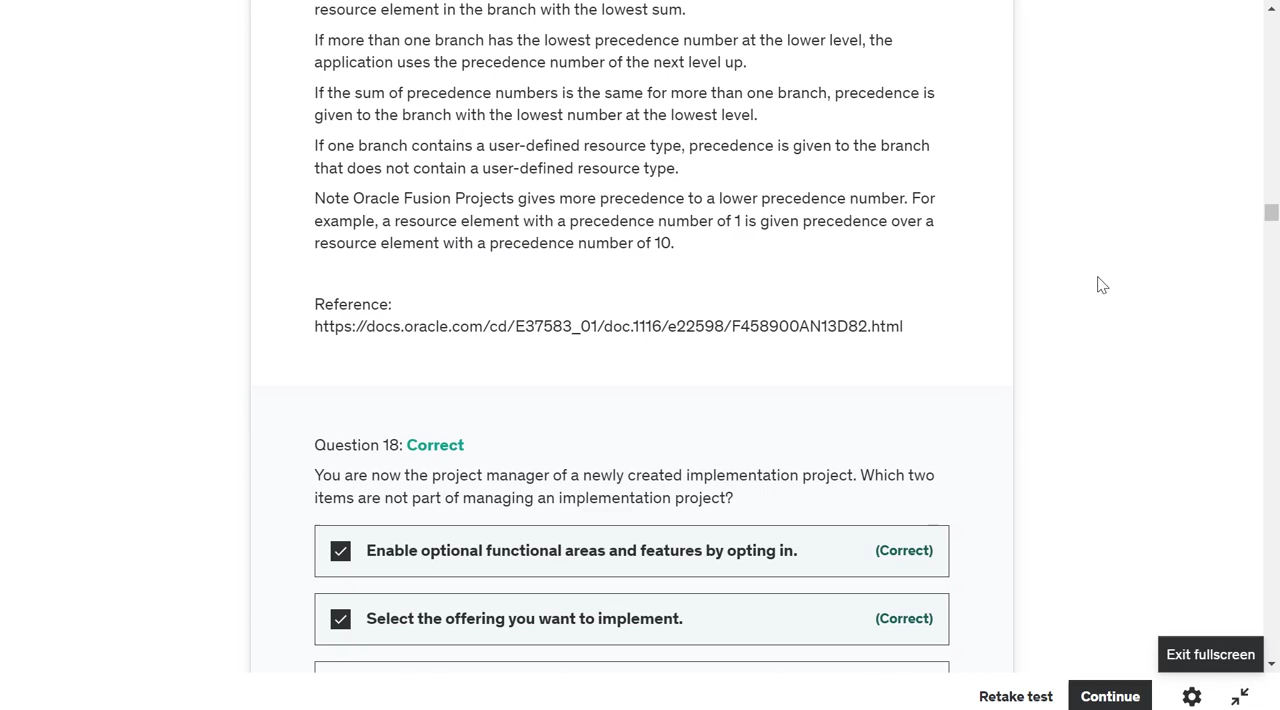 resource element in the branch with the lowest sum.
If more than one branch has the lowest precedence number at the lower level, the
application uses the precedence number of the next level up.
If the sum of precedence numbers is the same for more than one branch, precedence is
given to the branch with the lowest number at the lowest level.
If one branch contains a user-defined resource type, precedence is given to the branch
that does not contain a user-defined resource type.
Note Oracle Fusion Projects gives more precedence to a lower precedence number. For
example, a resource element with a precedence number of 1 is given precedence over a
resource element with a precedence number of 10.
Reference:
https://docs.oracle.com/cd/E37583_01/doc.1116/e22598/F458900AN13D82.html
Question 18: Correct
You are now the project manager of a newly created implementation project. Which two
items are not part of managing an implementation project?
Enable optional functional areas and features by opting in. (Correct)
Select the offering you want to implement. (Correct)
Exit fullscreen
Retake test Continue